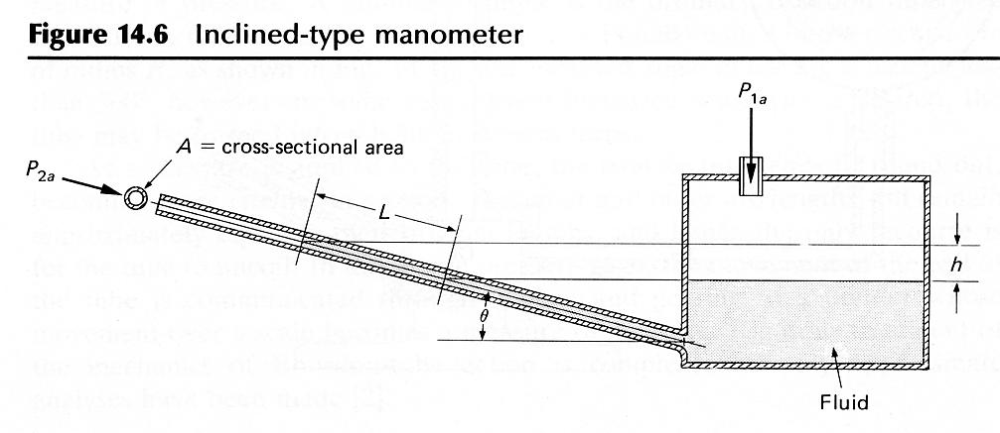 Figure 14.6 Inclined-type manometer
P1a
A = cross-sectional area
P2a
L
h
θ
Fluid